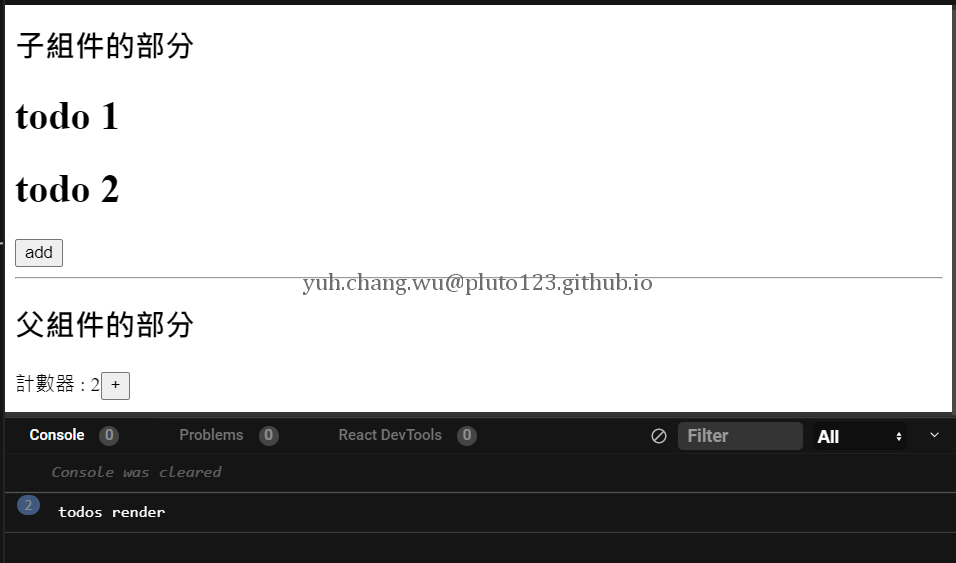 子組件的部分
todo 1
todo 2
add
yuh.chang.wu@pluto123.github.io
父組件的部分
計數器 : 2 +
Console 0 Problems 0 React DevTools 0 Filter All
Console was cleared
2 todos render